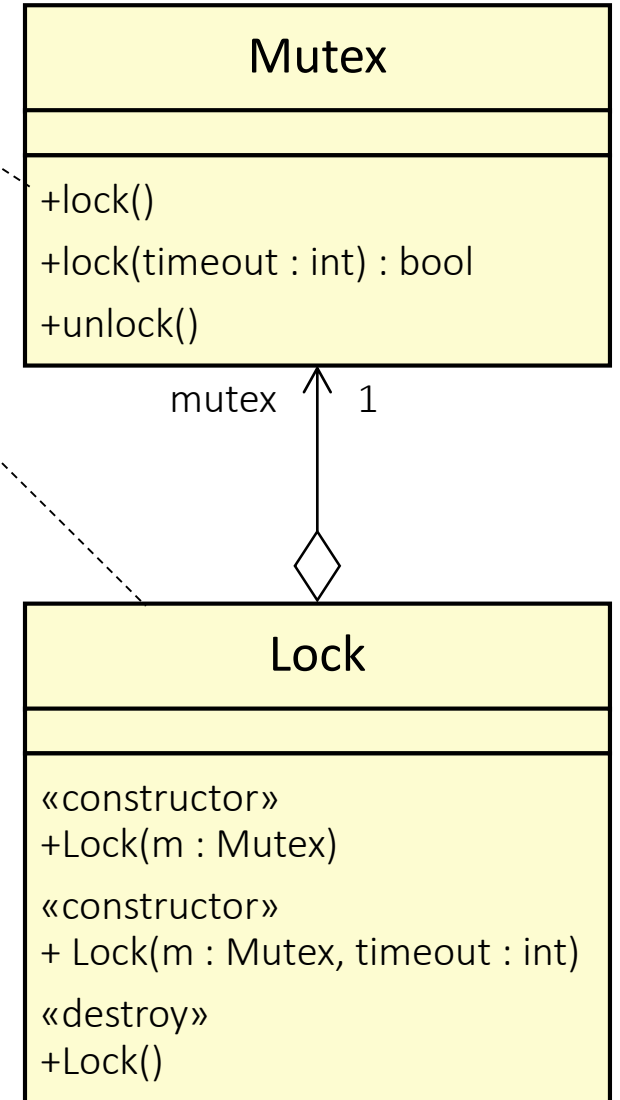 Mutex
+lock()
+lock(timeout : int) : bool
+unlock()
mutex 1
Lock
«constructor»
+Lock(m : Mutex)
«constructor»
+ Lock(m : Mutex, timeout : int)
«destroy»
+Lock()